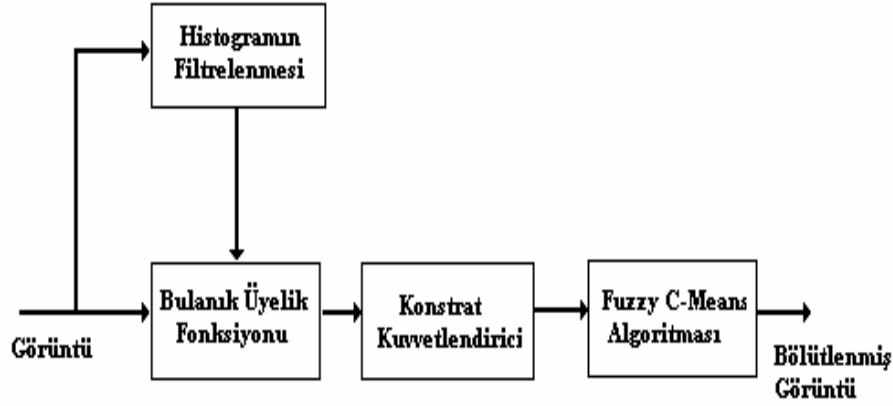 Histogramın
Filtrelenmesi
Görüntü
Bulanık Üyelik
Fonksiyonu
Konstrat
Kuvvetlendirici
Fuzzy C-Means
Algoritması
Bölütlenmiş
Görüntü